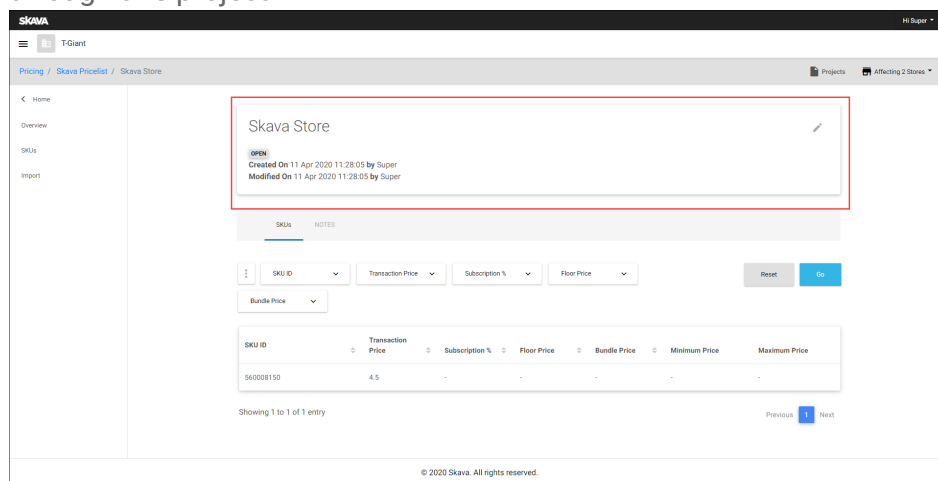 SKAVA
Hi Super
T-Giant
Pricing / Skava Pricelist / Skava Store
Projects
Affecting 2 Stores
Home
Overview
SKUs
Import
Skava Store
OPEN
Created On 11 Apr 2020 11:28:05 by Super
Modified On 11 Apr 2020 11:28:05 by Super
SKUs NOTES
SKU ID Transaction Price Subscription % Floor Price Reset Go
Bundle Price
SKU ID Transaction Price Subscription % Floor Price Bundle Price Minimum Price Maximum Price
560008150 4.5 - - - - -
Showing 1 to 1 of 1 entry
Previous 1 Next
© 2020 Skava. All rights reserved.